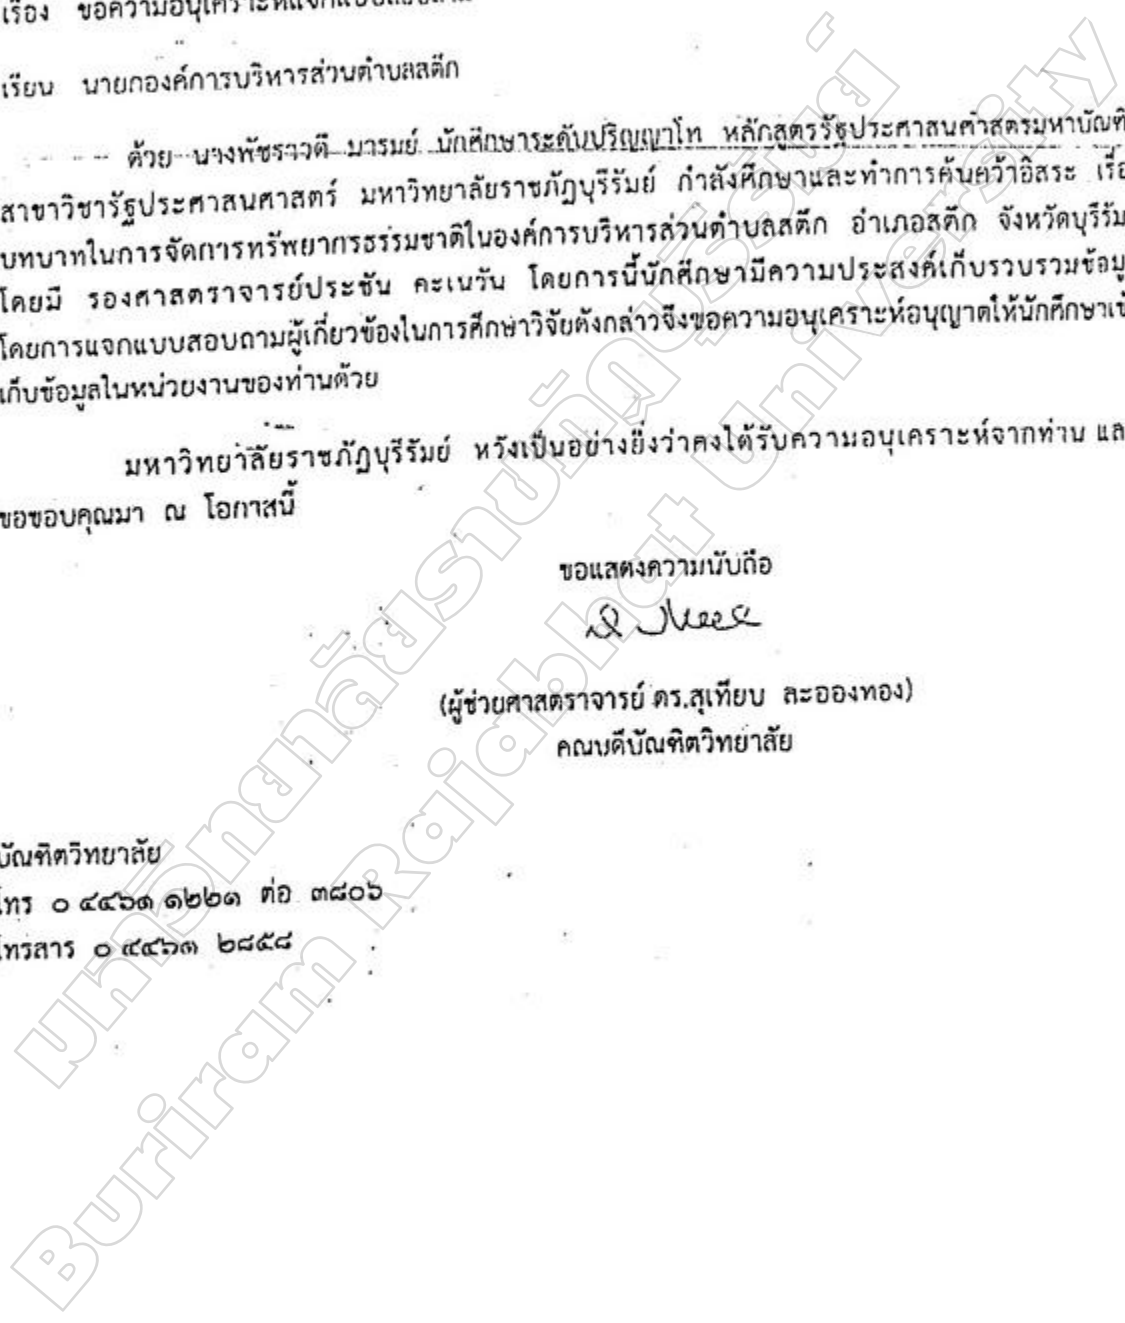 เรื่อง ขอความอนุเคราะห์แจกแบบสอบถาม
เรียน นายกองค์การบริหารส่วนตำบลสตึก
ด้วย นางพัชราวดี มารมย์ นักศึกษาระดับปริญญาโท หลักสูตรรัฐประศาสนศาสตรมหาบัณฑิ
สาขาวิชารัฐประศาสนศาสตร์ มหาวิทยาลัยราชภัฏบุรีรัมย์ กำลังศึกษาและทำการค้นคว้าอิสระ เรื่อ
บทบาทในการจัดการทรัพยากรธรรมชาติในองค์การบริหารส่วนตำบลสตึก อำเภอสตึก จังหวัดบุรีรัม
โดยมี รองศาสตราจารย์ประชัน คะเนวัน โดยการนี้นักศึกษามีความประสงค์เก็บรวบรวมข้อมู
โดยการแจกแบบสอบถามผู้เกี่ยวข้องในการศึกษาวิจัยดังกล่าวจึงขอความอนุเคราะห์อนุญาตให้นักศึกษาเข้
เก็บข้อมูลในหน่วยงานของท่านด้วย
มหาวิทยาลัยราชภัฏบุรีรัมย์ หวังเป็นอย่างยิ่งว่าคงได้รับความอนุเคราะห์จากท่าน แล
ขอขอบคุณมา ณ โอกาสนี้
ขอแสดงความนับถือ
(ผู้ช่วยศาสตราจารย์ ดร.สุเทียบ ละอองทอง)
คณบดีบัณฑิตวิทยาลัย
บัณฑิตวิทยาลัย
โทร ๐ ๔๔๖๑ ๑๒๒๑ ต่อ ๓๘๐๖
โทรสาร ๐ ๔๔๖๓ ๒๘๕๘
มหาวิทยาลัยราชภัฏบุรีรัมย์
Buriram Rajabhat University